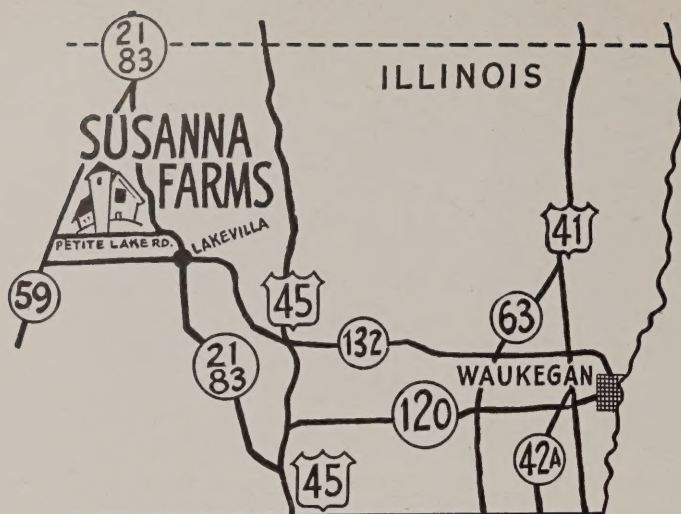 21
83
ILLINOIS
SUSANNA
FARMS
PETITE LAKE RD.
LAKEVILLA
41
59
45
63
132
21
83
WAUKEGAN
120
42A
45